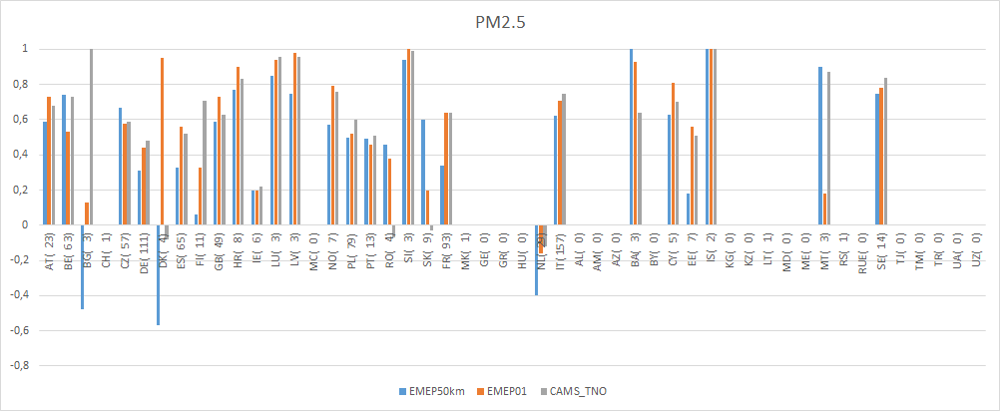 PM2.5
1
0,8
0,6
0,4
0,2
0
-0,2
-0,4
-0,6
-0,8
AT( 23)
BE( 63)
BG( 3)
CH( 1)
CZ( 57)
DE( 111)
DK( 4)
ES( 65)
FI( 11)
GB( 49)
HR( 8)
IE( 6)
LU( 3)
LV( 3)
MC( 0)
NO( 7)
PL( 79)
PT( 13)
RO( 4)
SI( 3)
SK( 9)
FR( 93)
MK( 1)
GE( 0)
GR( 0)
HU( 0)
NL( 29)
IT( 157)
AL( 0)
AM( 0)
AZ( 0)
BA( 3)
BY( 0)
CY( 5)
EE( 7)
IS( 2)
KG( 0)
KZ( 0)
LT( 1)
MD( 0)
ME( 0)
MT( 3)
RS( 1)
RUE( 0)
SE( 14)
TJ( 0)
TM( 0)
TR( 0)
UA( 0)
UZ( 0)
EMEP50km EMEP01 CAMS_TNO